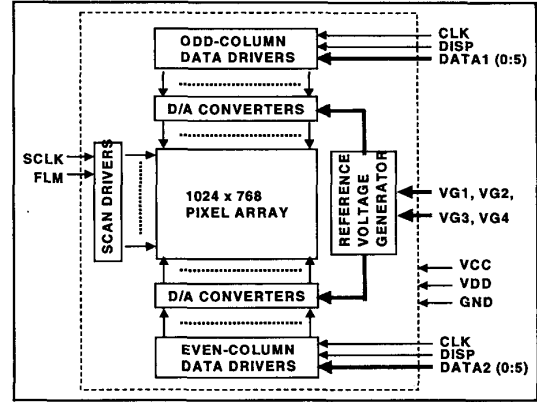 ODD-COLUMN
DATA DRIVERS
CLK
DISP
DATA1 (0:5)
D/A CONVERTERS
SCLK
FLM
SCAN DRIVERS
1024 x 768
PIXEL ARRAY
REFERENCE
VOLTAGE
GENERATOR
VG1, VG2,
VG3, VG4
VCC
VDD
GND
D/A CONVERTERS
EVEN-COLUMN
DATA DRIVERS
CLK
DISP
DATA2 (0:5)